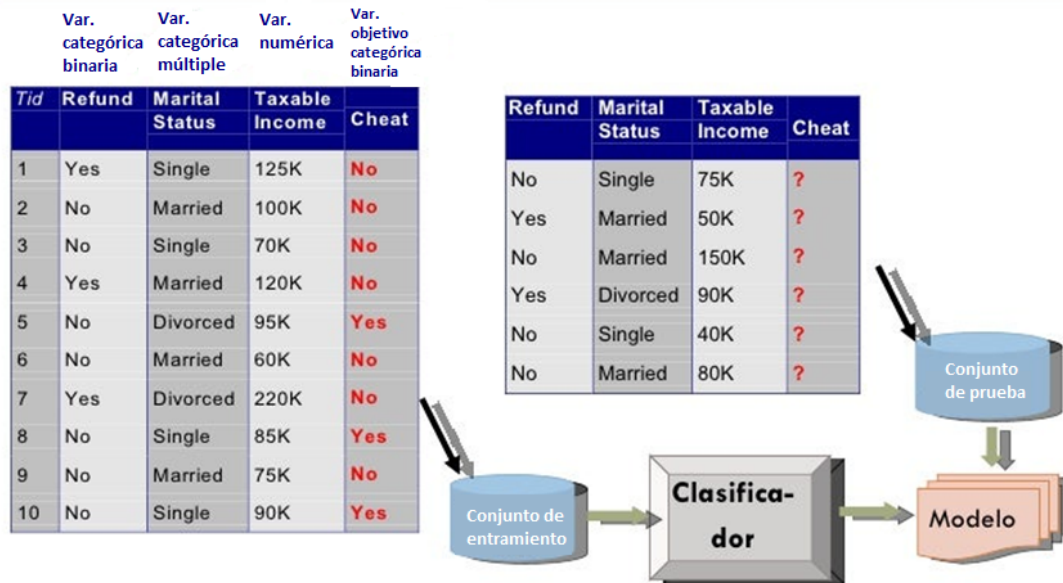 Var.
categórica
binaria
Var.
categórica
múltiple
Var.
numérica
Var.
objetivo
categórica
binaria
Tid Refund Marital Status Taxable Income Cheat
1 Yes Single 125K No
2 No Married 100K No
3 No Single 70K No
4 Yes Married 120K No
5 No Divorced 95K Yes
6 No Married 60K No
7 Yes Divorced 220K No
8 No Single 85K Yes
9 No Married 75K No
10 No Single 90K Yes
Refund Marital Status Taxable Income Cheat
No Single 75K ?
Yes Married 50K ?
No Married 150K ?
Yes Divorced 90K ?
No Single 40K ?
No Married 80K ?
Conjunto
de prueba
Conjunto de
entramiento
Clasifica-
dor
Modelo